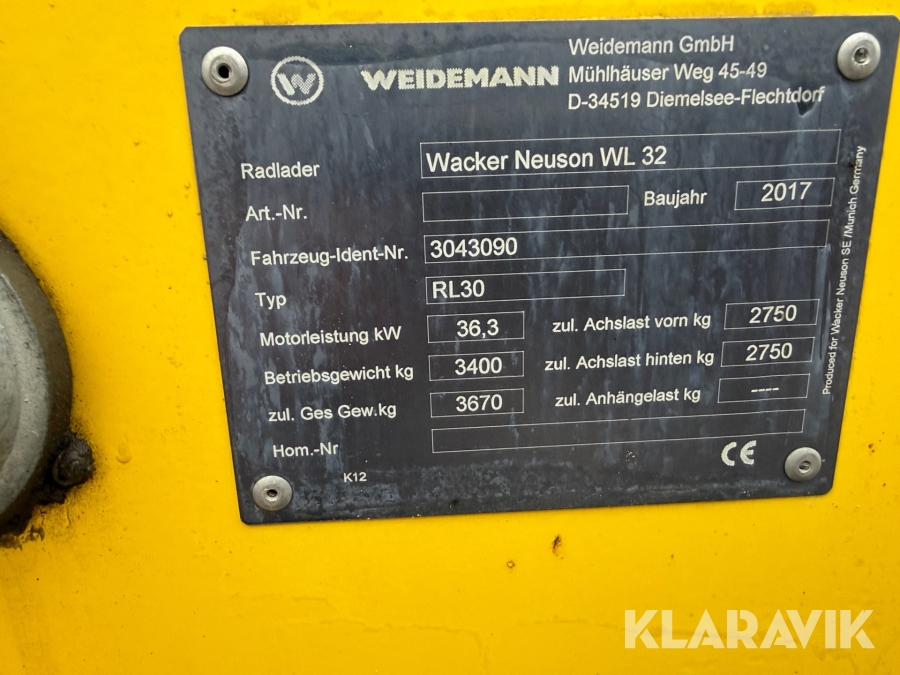 W WEIDEMANN
Weidemann GmbH
Mühlhäuser Weg 45-49
D-34519 Diemelsee-Flechtdorf
Radlader Wacker Neuson WL 32
Art.-Nr. Baujahr 2017
Fahrzeug-Ident-Nr. 3043090
Typ RL30
Motorleistung kW 36,3 zul. Achslast vorn kg 2750
Betriebsgewicht kg 3400 zul. Achslast hinten kg 2750
zul. Ges Gew.kg 3670 zul. Anhängelast kg ----
Hom.-Nr
CE
K12
Produced for Wacker Neuson SE /Munich Germany
KLARAVIK